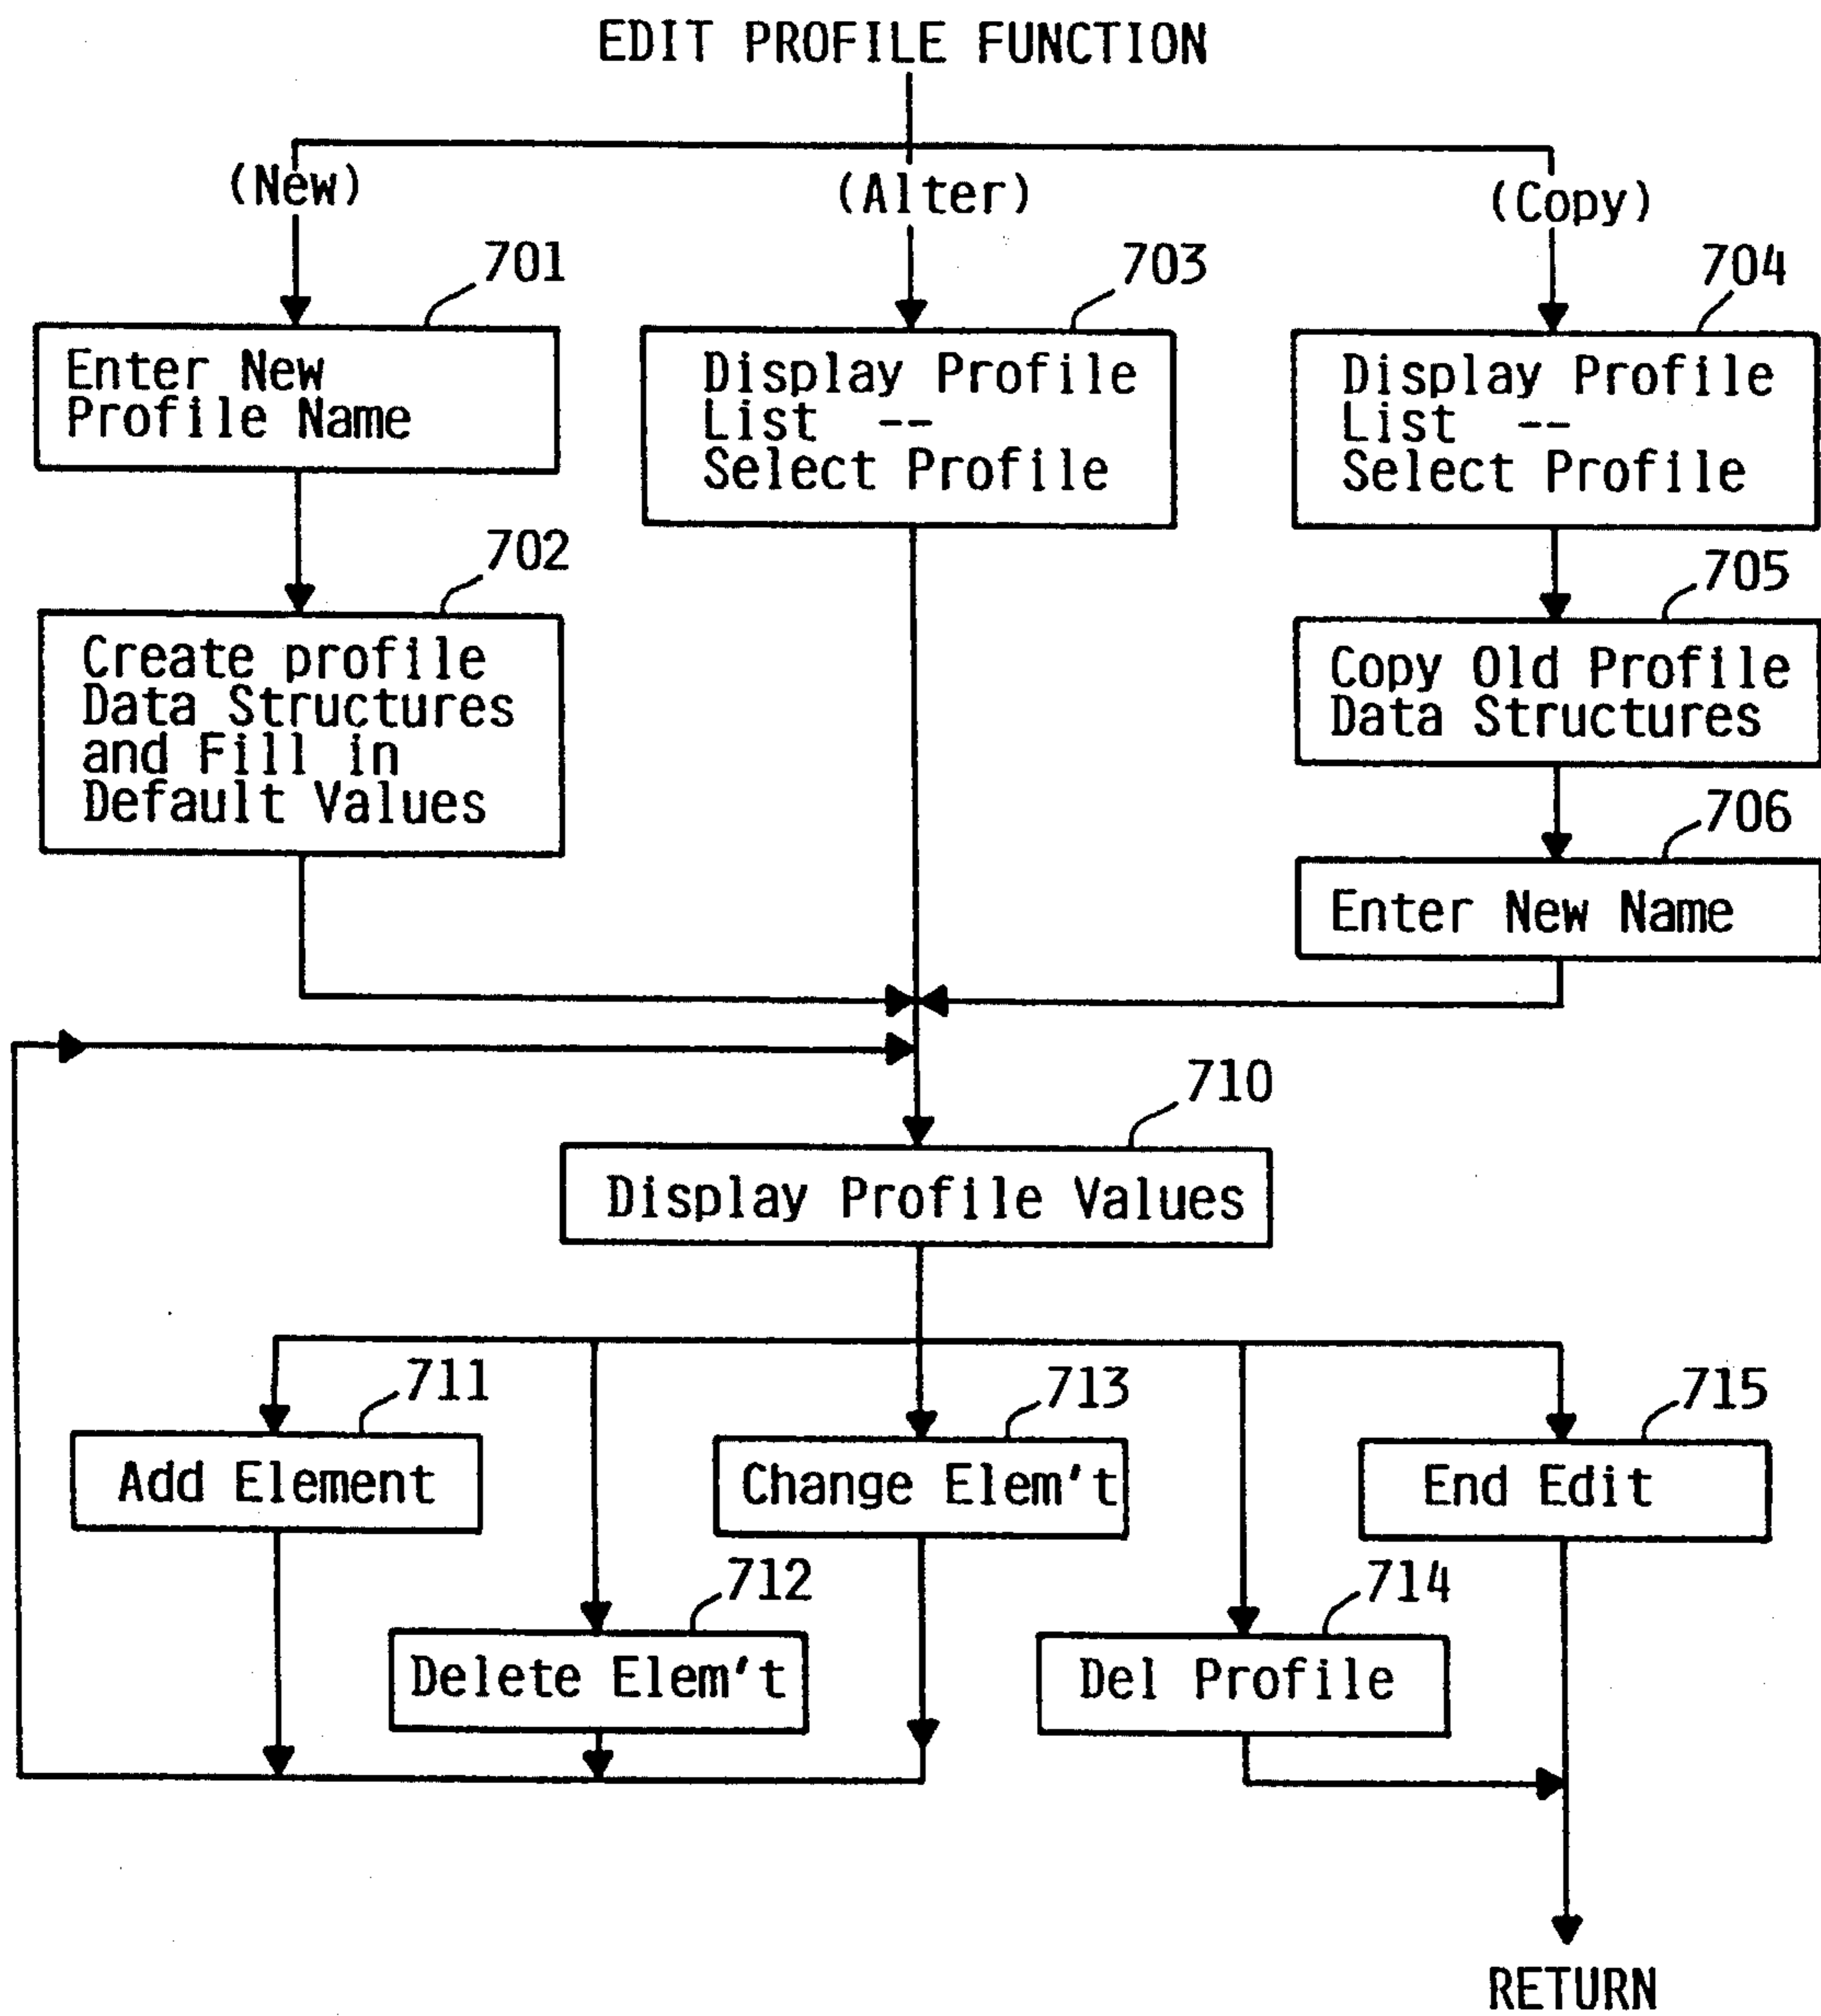 EDIT PROFILE FUNCTION
(New)
(Alter)
(Copy)
701
703
704
Enter New
Profile Name
Display Profile
List --
Select Profile
Display Profile
List --
Select Profile
702
705
Create profile
Data Structures
and Fill in
Default Values
Copy Old Profile
Data Structures
706
Enter New Name
710
Display Profile Values
711
713
715
Add Element
Change Elem't
End Edit
712
714
Delete Elem't
Del Profile
RETURN